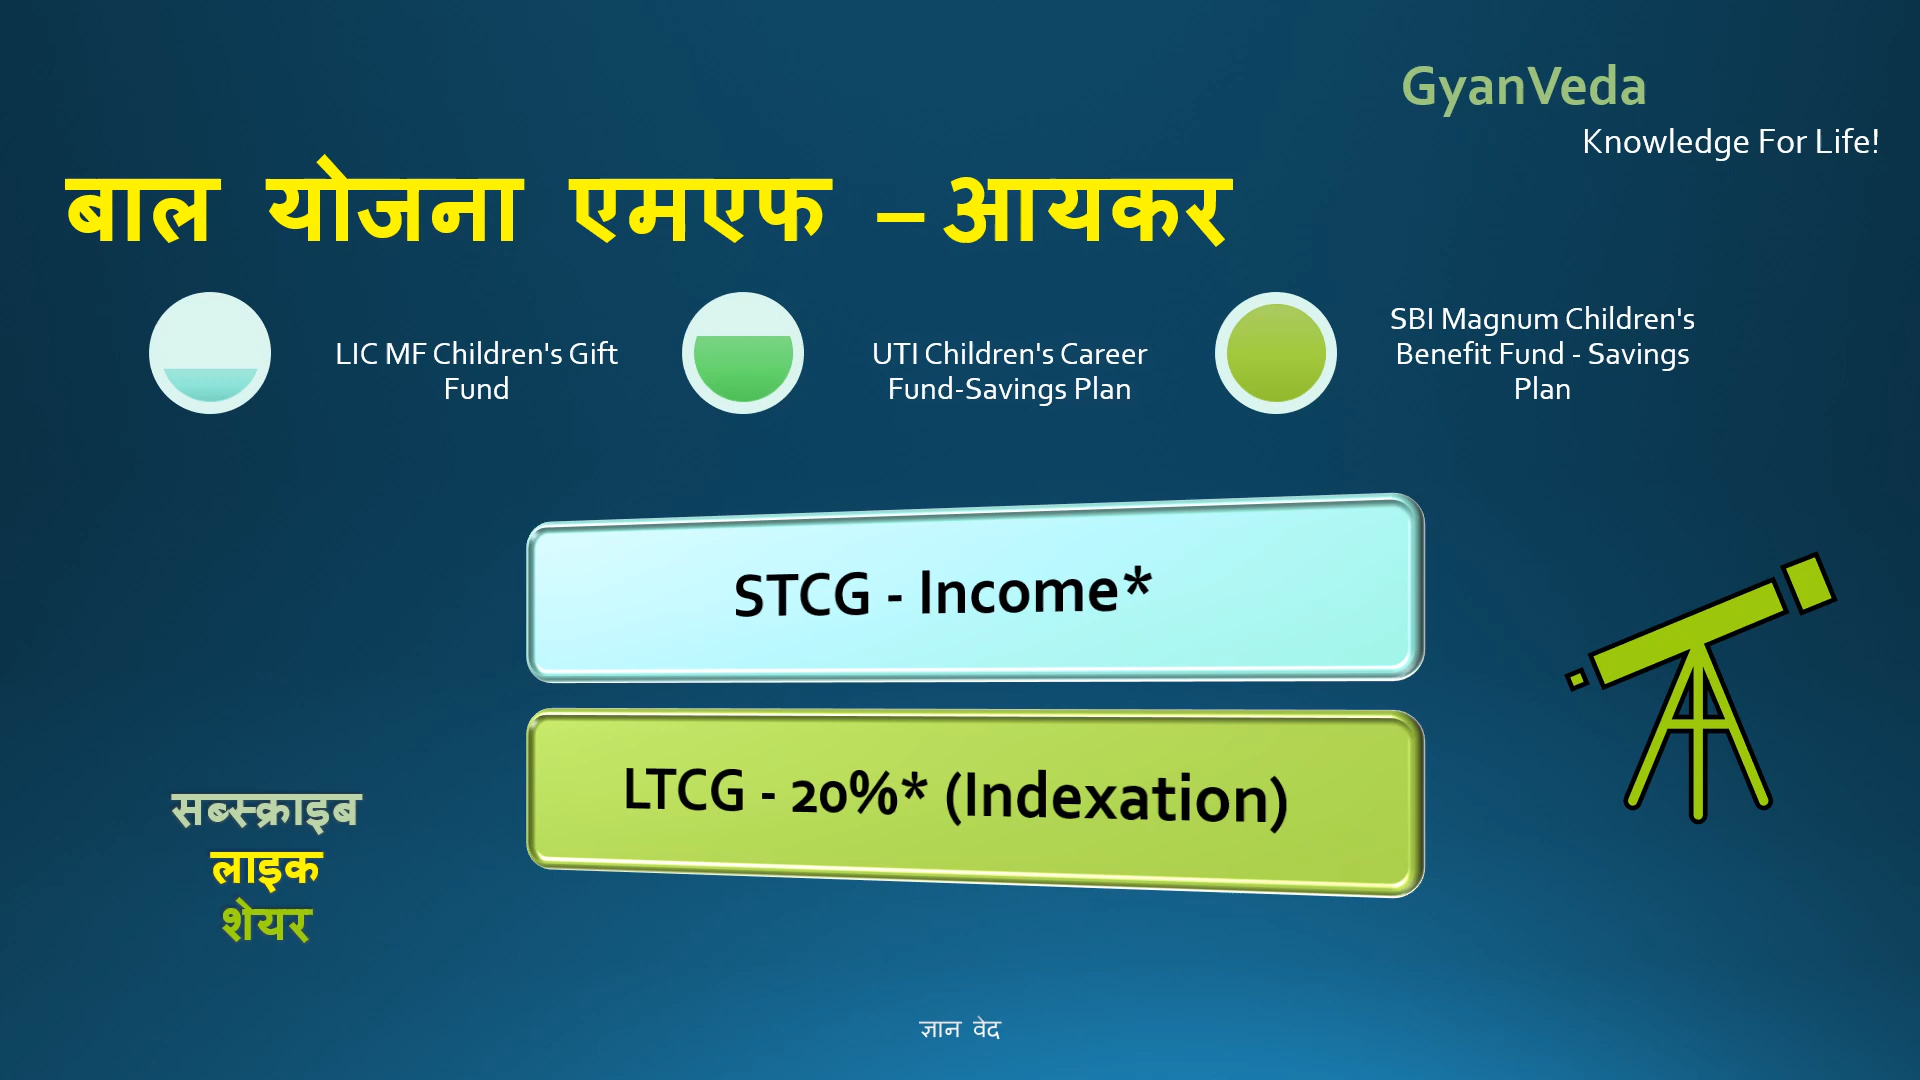 GyanVeda
Knowledge For Life!
बाल योजना एमएफ – आयकर
LIC MF Children's Gift
Fund
UTI Children's Career
Fund-Savings Plan
SBI Magnum Children's
Benefit Fund - Savings
Plan
STCG - Income*
LTCG - 20%* (Indexation)
सब्स्क्राइब
लाइक
शेयर
ज्ञान वेद